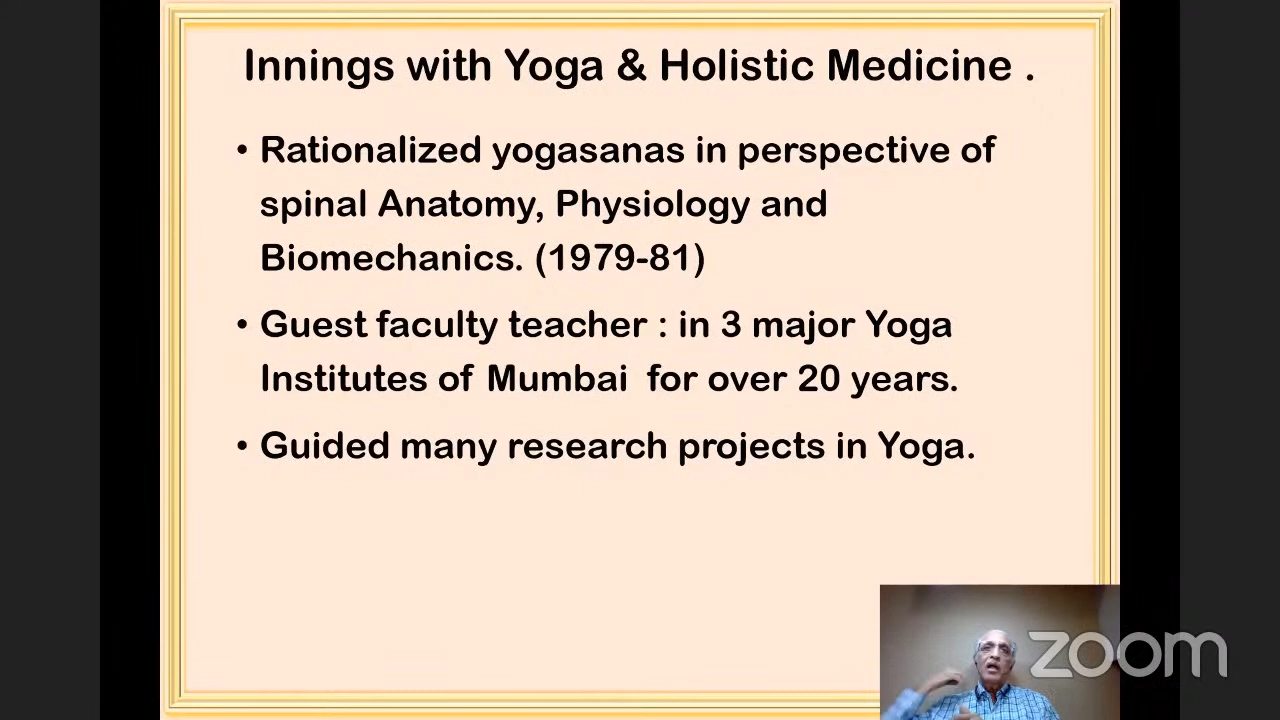 Innings with Yoga & Holistic Medicine .
• Rationalized yogasanas in perspective of
spinal Anatomy, Physiology and
Biomechanics. (1979-81)
• Guest faculty teacher : in 3 major Yoga
Institutes of Mumbai for over 20 years.
• Guided many research projects in Yoga.
zoom